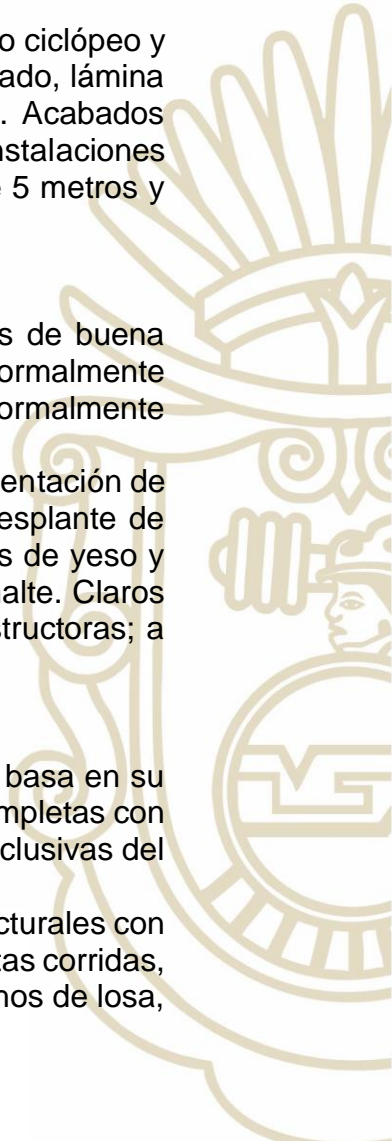 o ciclópeo y
ado, lámina
. Acabados
nstalaciones
e 5 metros y
s de buena
ormalmente
ormalmente
entación de
esplante de
s de yeso y
nalte. Claros
structoras; a
basa en su
mpletas con
clusivas del
cturales con
tas corridas,
nos de losa,